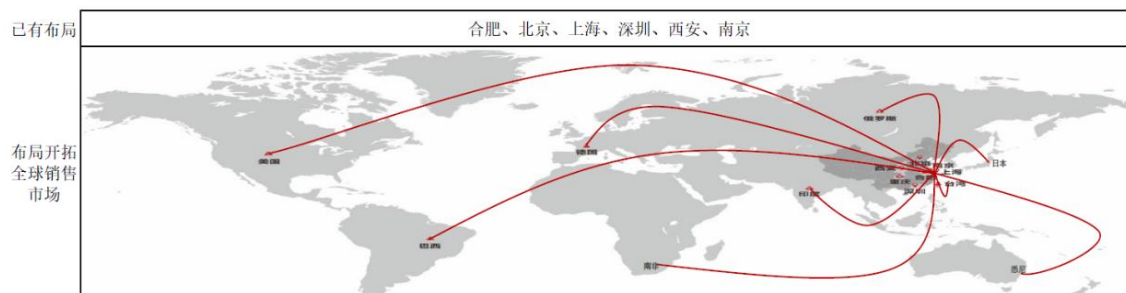 已有布局
合肥、北京、上海、深圳、西安、南京
布局开拓
全球销售
市场
俄罗斯
美国
德国
北京
南京
日本
西安
上海
合肥
重庆
台湾
印度
深圳
巴西
南非
悉尼